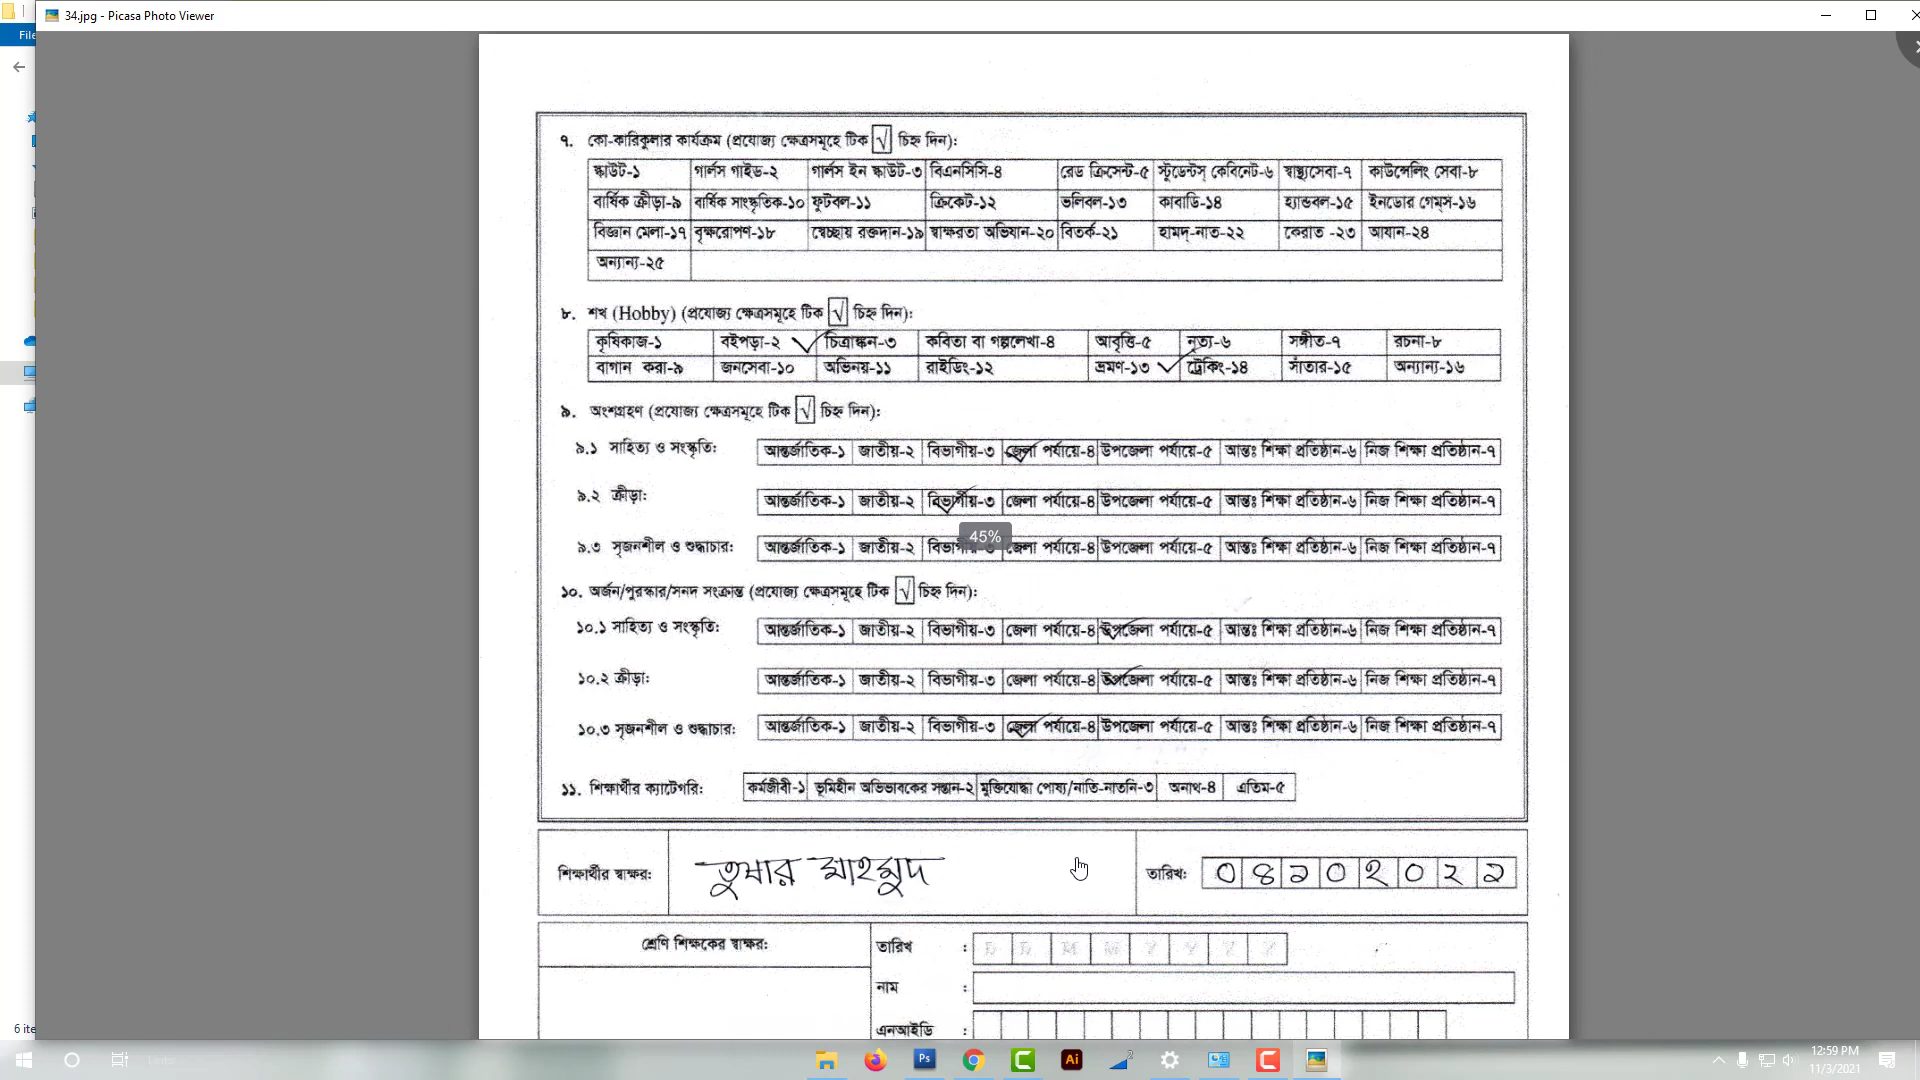 34.jpg - Picasa Photo Viewer
File
৭. কো-কারিকুলার কার্যক্রম (প্রযোজ্য ক্ষেত্রসমূহে টিক √ চিহ্ন দিন):
স্কাউট-১ গার্লস গাইড-২ গার্লস ইন স্কাউট-৩ বিএনসিসি-৪ রেড ক্রিসেন্ট-৫ স্টুডেন্টস্ কেবিনেট-৬ স্বাস্থ্যসেবা-৭ কাউন্সেলিং সেবা-৮
বার্ষিক ক্রীড়া-৯ বার্ষিক সাংস্কৃতিক-১০ ফুটবল-১১ ক্রিকেট-১২ ভলিবল-১৩ কাবাডি-১৪ হ্যান্ডবল-১৫ ইনডোর গেম্স-১৬
বিজ্ঞান মেলা-১৭ বৃক্ষরোপণ-১৮ স্বেচ্ছায় রক্তদান-১৯ স্বাক্ষরতা অভিযান-২০ বিতর্ক-২১ হামদ্-নাত-২২ কেরাত -২৩ আযান-২৪
অন্যান্য-২৫
৮. শখ (Hobby) (প্রযোজ্য ক্ষেত্রসমূহে টিক √ চিহ্ন দিন):
কৃষিকাজ-১ বইপড়া-২ চিত্রাঙ্কন-৩ কবিতা বা গল্পলেখা-৪ আবৃত্তি-৫ নৃত্য-৬ সঙ্গীত-৭ রচনা-৮
বাগান করা-৯ জনসেবা-১০ অভিনয়-১১ রাইডিং-১২ ভ্রমণ-১৩ ট্রেকিং-১৪ সাঁতার-১৫ অন্যান্য-১৬
৯. অংশগ্রহণ (প্রযোজ্য ক্ষেত্রসমূহে টিক √ চিহ্ন দিন):
৯.১ সাহিত্য ও সংস্কৃতি: আন্তর্জাতিক-১ জাতীয়-২ বিভাগীয়-৩ জেলা পর্যায়ে-৪ উপজেলা পর্যায়ে-৫ আন্তঃ শিক্ষা প্রতিষ্ঠান-৬ নিজ শিক্ষা প্রতিষ্ঠান-৭
৯.২ ক্রীড়া: আন্তর্জাতিক-১ জাতীয়-২ বিভাগীয়-৩ জেলা পর্যায়ে-৪ উপজেলা পর্যায়ে-৫ আন্তঃ শিক্ষা প্রতিষ্ঠান-৬ নিজ শিক্ষা প্রতিষ্ঠান-৭
45%
৯.৩ সৃজনশীল ও শুদ্ধাচার: আন্তর্জাতিক-১ জাতীয়-২ বিভাগীয়-৩ জেলা পর্যায়ে-৪ উপজেলা পর্যায়ে-৫ আন্তঃ শিক্ষা প্রতিষ্ঠান-৬ নিজ শিক্ষা প্রতিষ্ঠান-৭
১০. অর্জন/পুরস্কার/সনদ সংক্রান্ত (প্রযোজ্য ক্ষেত্রসমূহে টিক √ চিহ্ন দিন):
১০.১ সাহিত্য ও সংস্কৃতি: আন্তর্জাতিক-১ জাতীয়-২ বিভাগীয়-৩ জেলা পর্যায়ে-৪ উপজেলা পর্যায়ে-৫ আন্তঃ শিক্ষা প্রতিষ্ঠান-৬ নিজ শিক্ষা প্রতিষ্ঠান-৭
১০.২ ক্রীড়া: আন্তর্জাতিক-১ জাতীয়-২ বিভাগীয়-৩ জেলা পর্যায়ে-৪ উপজেলা পর্যায়ে-৫ আন্তঃ শিক্ষা প্রতিষ্ঠান-৬ নিজ শিক্ষা প্রতিষ্ঠান-৭
১০.৩ সৃজনশীল ও শুদ্ধাচার: আন্তর্জাতিক-১ জাতীয়-২ বিভাগীয়-৩ জেলা পর্যায়ে-৪ উপজেলা পর্যায়ে-৫ আন্তঃ শিক্ষা প্রতিষ্ঠান-৬ নিজ শিক্ষা প্রতিষ্ঠান-৭
১১. শিক্ষার্থীর ক্যাটেগরি: কর্মজীবী-১ ভূমিহীন অভিভাবকের সন্তান-২ মুক্তিযোদ্ধা পোষ্য/নাতি-নাতনি-৩ অনাথ-৪ এতিম-৫
শিক্ষার্থীর স্বাক্ষর: তুষার মাহমুদ তারিখ: ০৪১০২০২১
শ্রেণি শিক্ষকের স্বাক্ষর: তারিখ : D D M M Y Y Y Y
নাম :
এনআইডি :
6 ite
12:59 PM
11/3/2021